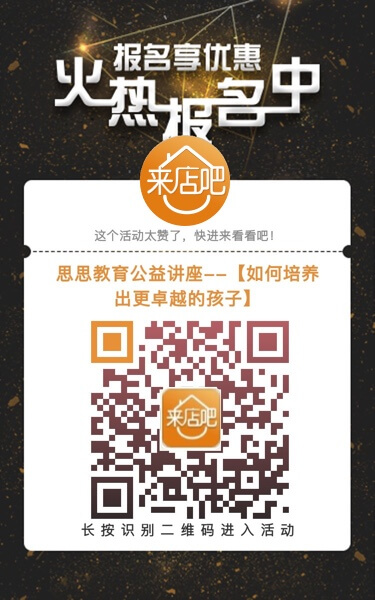 报名享优惠
火热报名中
来店吧
这个活动太赞了，快进来看看吧！
思思教育公益讲座--【如何培养
出更卓越的孩子】
来店吧
长按识别二维码进入活动